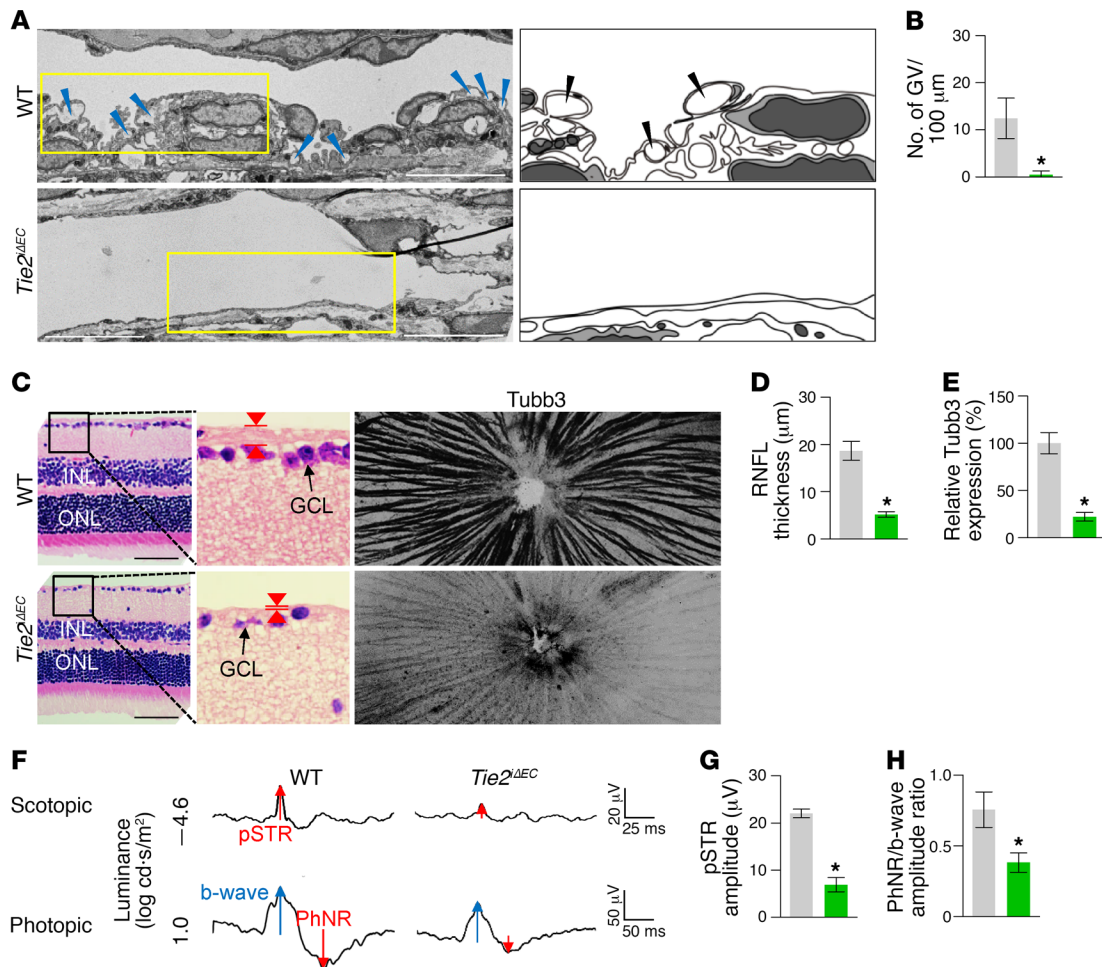 A
WT
Tie2iΔEC
B
No. of GV/
100 μm
30
20
10
0
*
C
Tubb3
WT
INL
ONL
GCL
Tie2iΔEC
INL
ONL
GCL
D
RNFL
thickness (μm)
30
20
10
0
*
E
Relative Tubb3
expression (%)
150
100
50
0
*
F
WT
Tie2iΔEC
Scotopic
Photopic
Luminance
(log cd·s/m²)
−4.6
1.0
pSTR
20 μV
25 ms
b-wave
PhNR
50 μV
50 ms
G
pSTR
amplitude (μV)
30
20
10
0
*
H
PhNR/b-wave
amplitude ratio
1.0
0.5
0
*